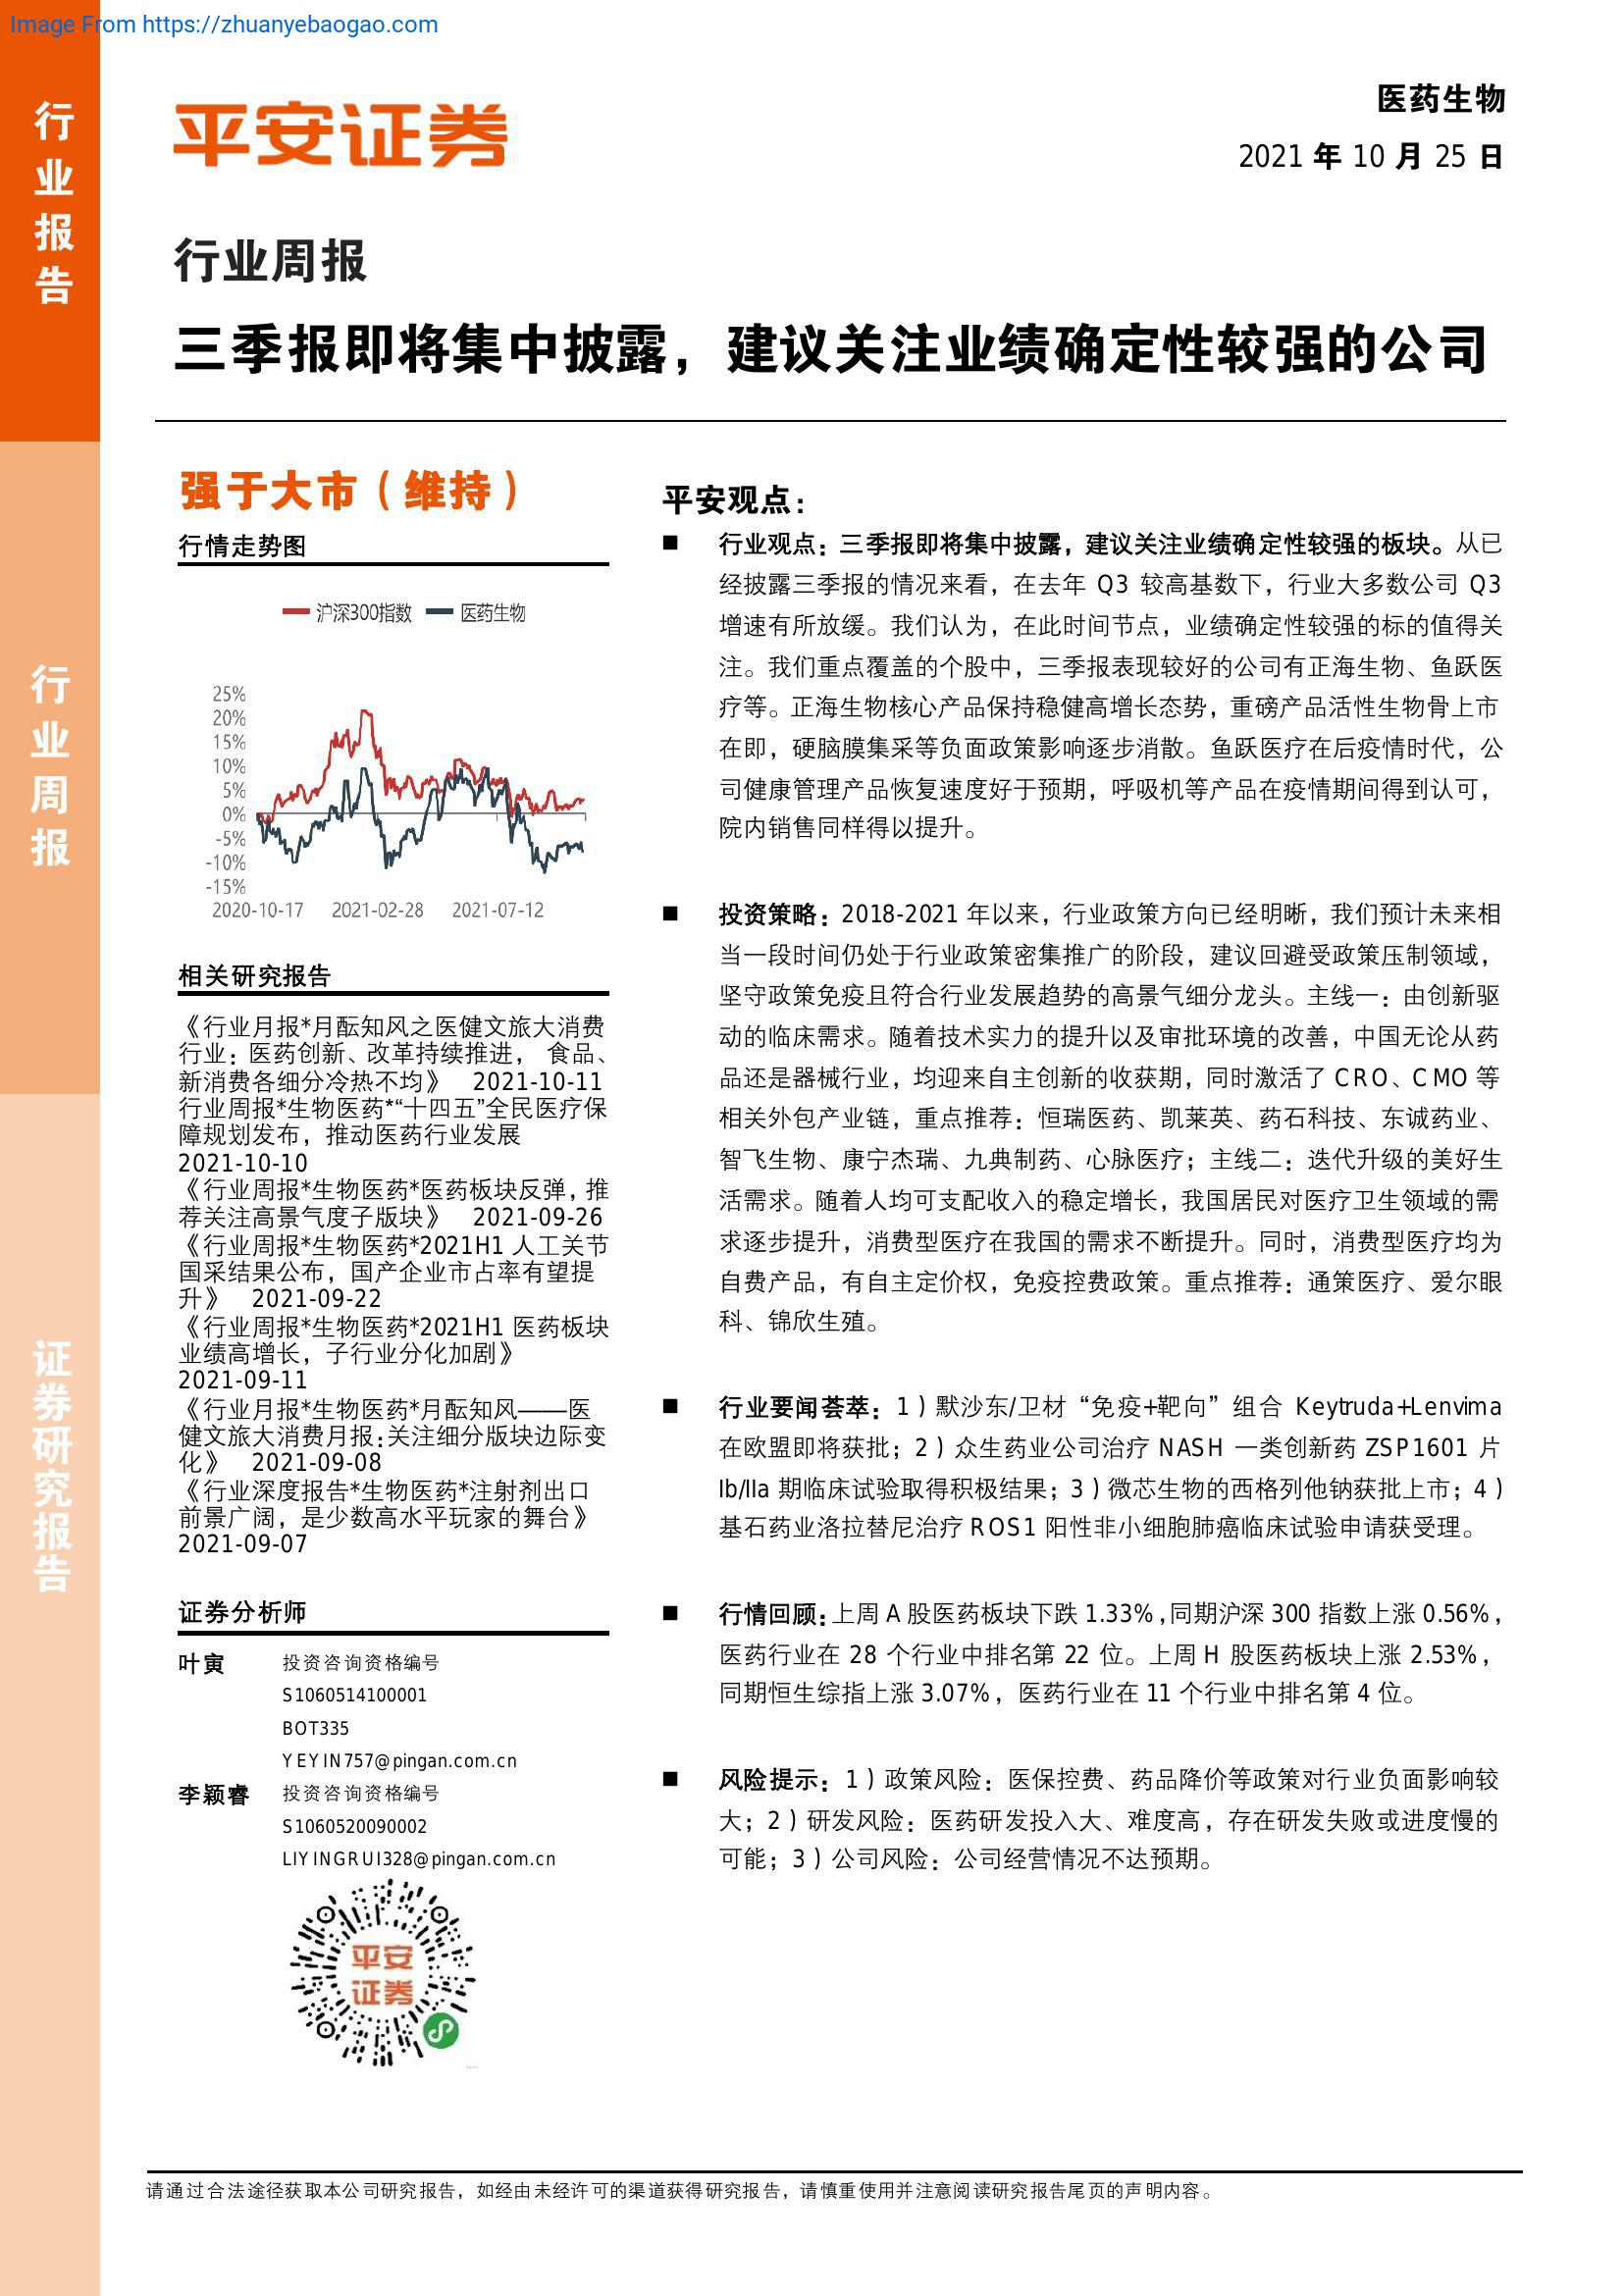 Image From https://zhuanyebaogao.com
行业报告
行业周报
证券研究报告
平安证券
医药生物
2021 年 10 月 25 日
行业周报
三季报即将集中披露，建议关注业绩确定性较强的公司
强于大市（维持）
行情走势图
沪深300指数 医药生物
25%
20%
15%
10%
5%
0%
-5%
-10%
-15%
2020-10-17 2021-02-28 2021-07-12
相关研究报告
《行业月报*月酝知风之医健文旅大消费
行业：医药创新、改革持续推进， 食品、
新消费各细分冷热不均》 2021-10-11
行业周报*生物医药*“十四五”全民医疗保
障规划发布，推动医药行业发展
2021-10-10
《行业周报*生物医药*医药板块反弹，推
荐关注高景气度子版块》 2021-09-26
《行业周报*生物医药*2021H1 人工关节
国采结果公布，国产企业市占率有望提
升》 2021-09-22
《行业周报*生物医药*2021H1 医药板块
业绩高增长，子行业分化加剧》
2021-09-11
《行业月报*生物医药*月酝知风——医
健文旅大消费月报：关注细分版块边际变
化》 2021-09-08
《行业深度报告*生物医药*注射剂出口
前景广阔，是少数高水平玩家的舞台》
2021-09-07
证券分析师
叶寅 投资咨询资格编号
S1060514100001
BOT335
YEYIN757@pingan.com.cn
李颖睿 投资咨询资格编号
S1060520090002
LIYINGRUI328@pingan.com.cn
平安
证券
平安观点：
■ 行业观点：三季报即将集中披露，建议关注业绩确定性较强的板块。从已
经披露三季报的情况来看，在去年 Q3 较高基数下，行业大多数公司 Q3
增速有所放缓。我们认为，在此时间节点，业绩确定性较强的标的值得关
注。我们重点覆盖的个股中，三季报表现较好的公司有正海生物、鱼跃医
疗等。正海生物核心产品保持稳健高增长态势，重磅产品活性生物骨上市
在即，硬脑膜集采等负面政策影响逐步消散。鱼跃医疗在后疫情时代，公
司健康管理产品恢复速度好于预期，呼吸机等产品在疫情期间得到认可，
院内销售同样得以提升。
■ 投资策略：2018-2021 年以来，行业政策方向已经明晰，我们预计未来相
当一段时间仍处于行业政策密集推广的阶段，建议回避受政策压制领域，
坚守政策免疫且符合行业发展趋势的高景气细分龙头。主线一：由创新驱
动的临床需求。随着技术实力的提升以及审批环境的改善，中国无论从药
品还是器械行业，均迎来自主创新的收获期，同时激活了 CRO、CMO 等
相关外包产业链，重点推荐：恒瑞医药、凯莱英、药石科技、东诚药业、
智飞生物、康宁杰瑞、九典制药、心脉医疗；主线二：迭代升级的美好生
活需求。随着人均可支配收入的稳定增长，我国居民对医疗卫生领域的需
求逐步提升，消费型医疗在我国的需求不断提升。同时，消费型医疗均为
自费产品，有自主定价权，免疫控费政策。重点推荐：通策医疗、爱尔眼
科、锦欣生殖。
■ 行业要闻荟萃：1）默沙东/卫材“免疫+靶向”组合 Keytruda+Lenvima
在欧盟即将获批；2）众生药业公司治疗 NASH 一类创新药 ZSP1601 片
Ib/IIa 期临床试验取得积极结果；3）微芯生物的西格列他钠获批上市；4）
基石药业洛拉替尼治疗 ROS1 阳性非小细胞肺癌临床试验申请获受理。
■ 行情回顾：上周 A 股医药板块下跌 1.33%，同期沪深 300 指数上涨 0.56%，
医药行业在 28 个行业中排名第 22 位。上周 H 股医药板块上涨 2.53%，
同期恒生综指上涨 3.07%，医药行业在 11 个行业中排名第 4 位。
■ 风险提示：1）政策风险：医保控费、药品降价等政策对行业负面影响较
大；2）研发风险：医药研发投入大、难度高，存在研发失败或进度慢的
可能；3）公司风险：公司经营情况不达预期。
请通过合法途径获取本公司研究报告，如经由未经许可的渠道获得研究报告，请慎重使用并注意阅读研究报告尾页的声明内容。